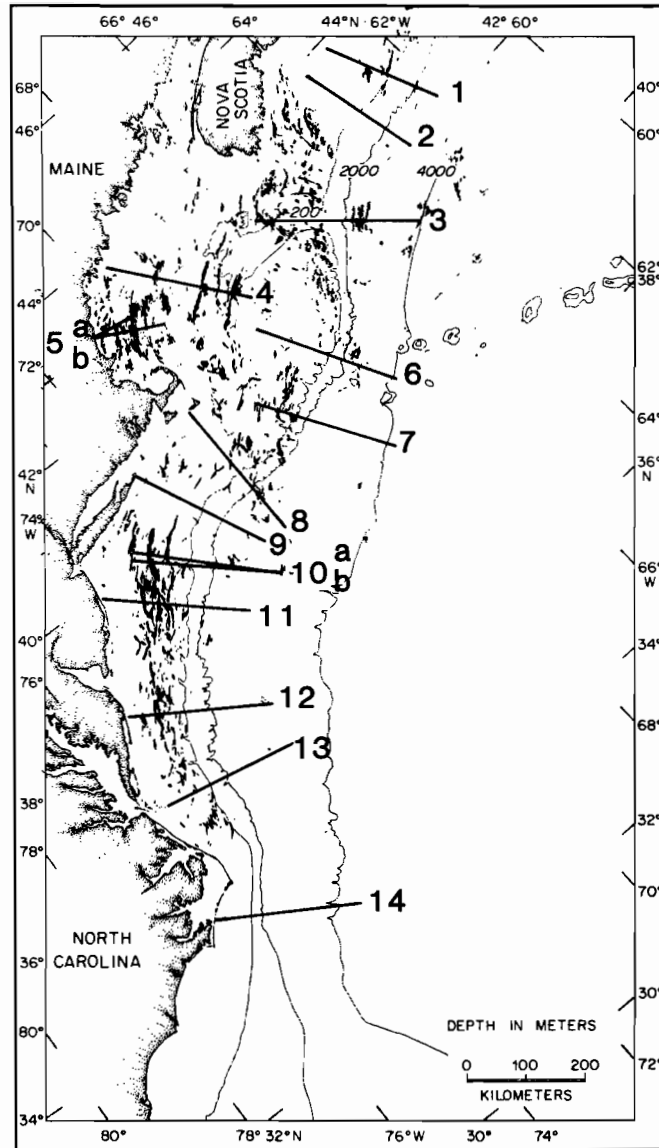 66° 46° 64° 44°N 62°W 42° 60°
68°
46°
40°
60°
NOVA
SCOTIA
1
2
MAINE
2000 4000
200
3
70°
62°
38°
44°
4
5 a
b
72°
6
64°
7
42°
N
36°
N
74°
W
8
9
10 a
b
66°
W
11
40°
34°
76°
12
68°
13
38°
32°
78°
70°
14
NORTH
CAROLINA
36°
30°
80°
DEPTH IN METERS
0 100 200
KILOMETERS
72°
34°
80° 78° 32°N 76°W 30° 74°